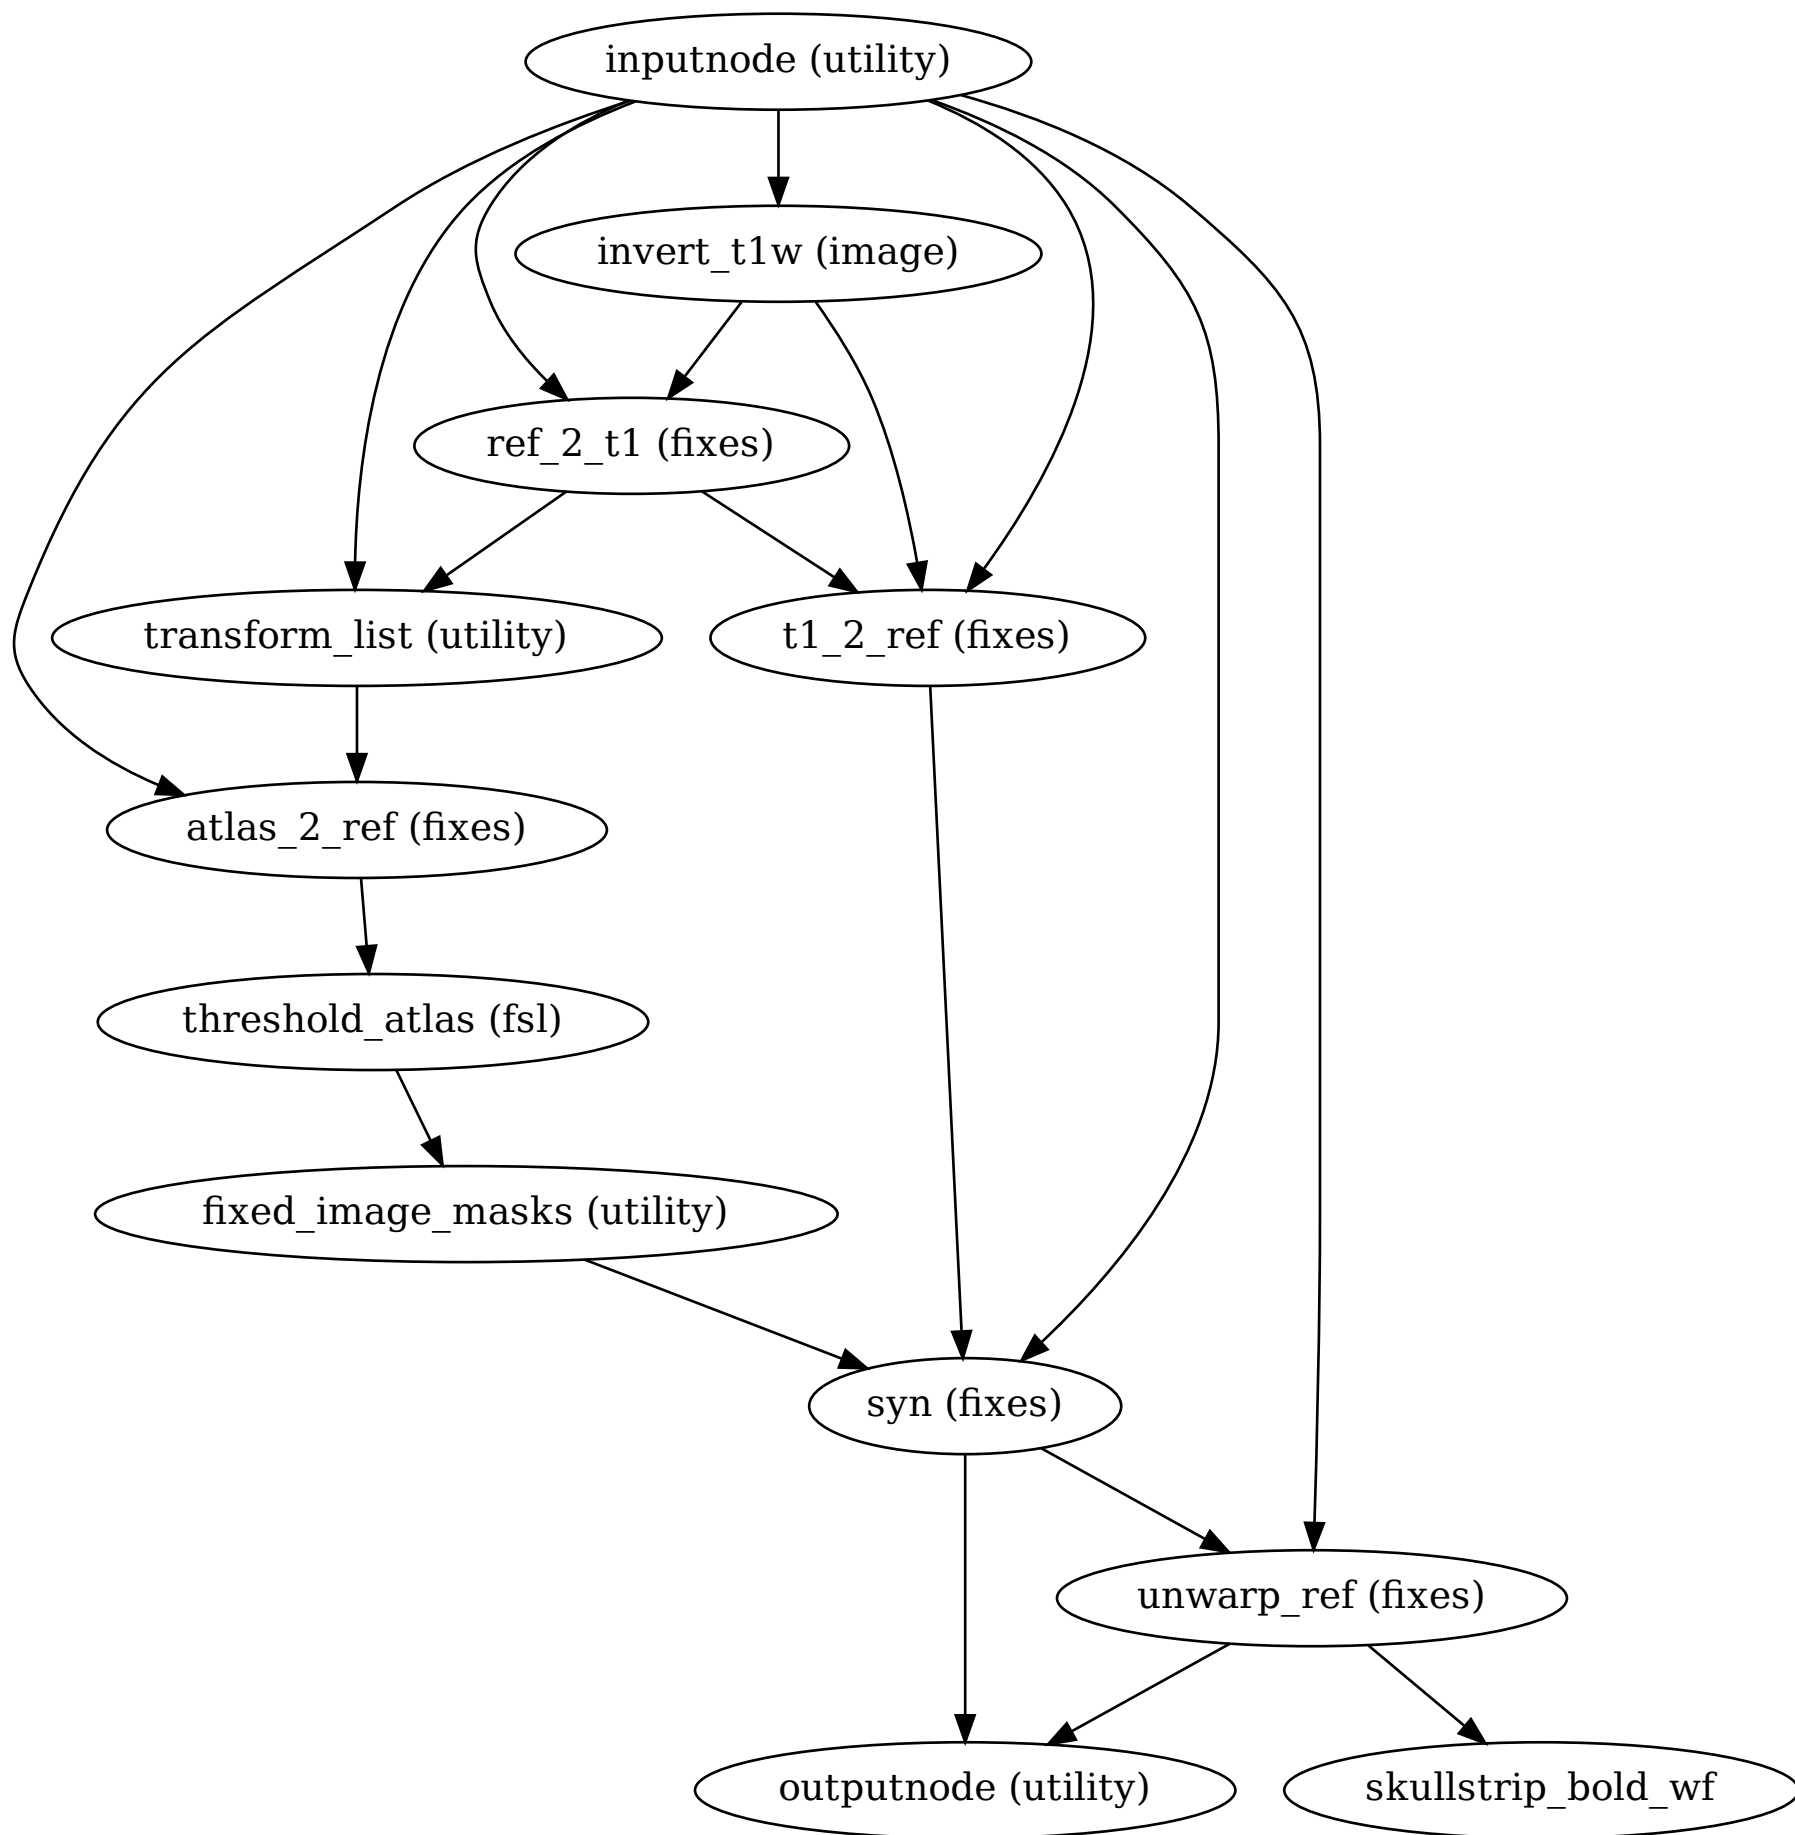 inputnode (utility)
invert_t1w (image)
ref_2_t1 (fixes)
transform_list (utility)
t1_2_ref (fixes)
atlas_2_ref (fixes)
threshold_atlas (fsl)
fixed_image_masks (utility)
syn (fixes)
unwarp_ref (fixes)
outputnode (utility)
skullstrip_bold_wf